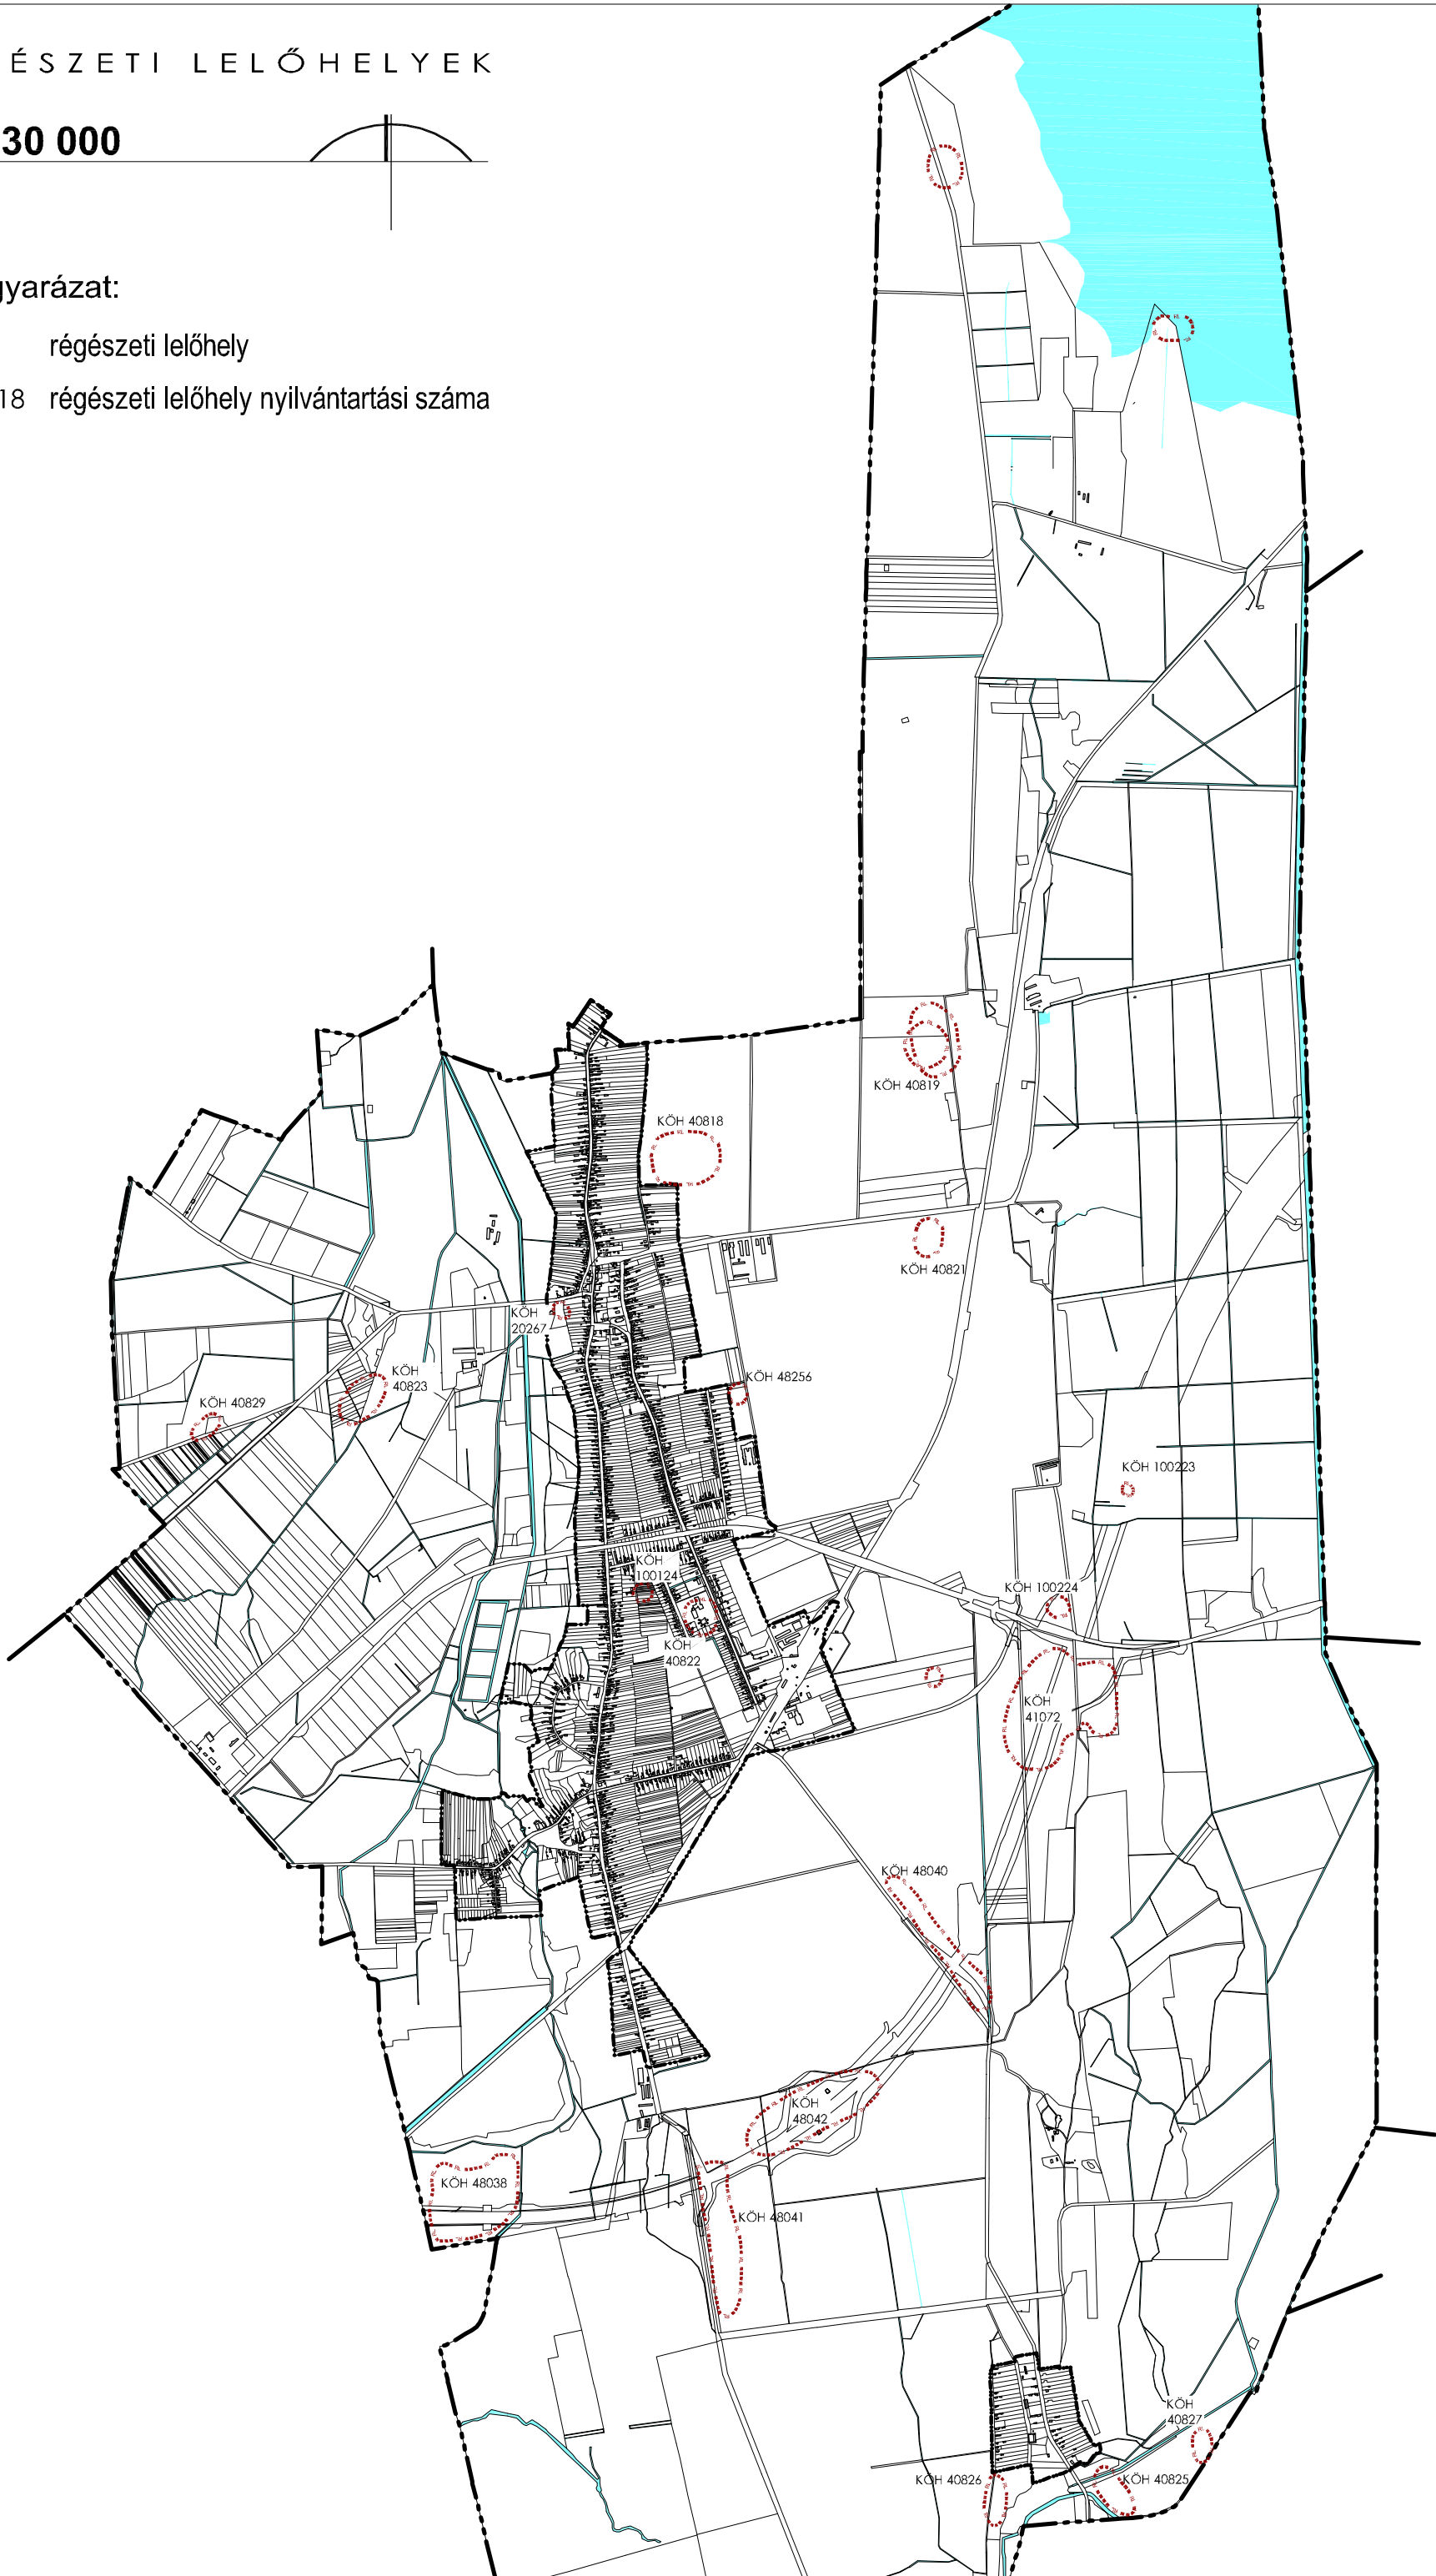 ÉSZETI LELŐHELYEK
30 000
gyarázat:
régészeti lelőhely
18 régészeti lelőhely nyilvántartási száma
KÖH 40819
KÖH 40818
KÖH 40821
KÖH
20267
KÖH
40823
KÖH 48256
KÖH 40829
KÖH 100223
KÖH
100124
KÖH 100224
KÖH
40822
KÖH
41072
KÖH 48040
KÖH
48042
KÖH 48038
KÖH 48041
KÖH
40827
KÖH 40826
KÖH 40825